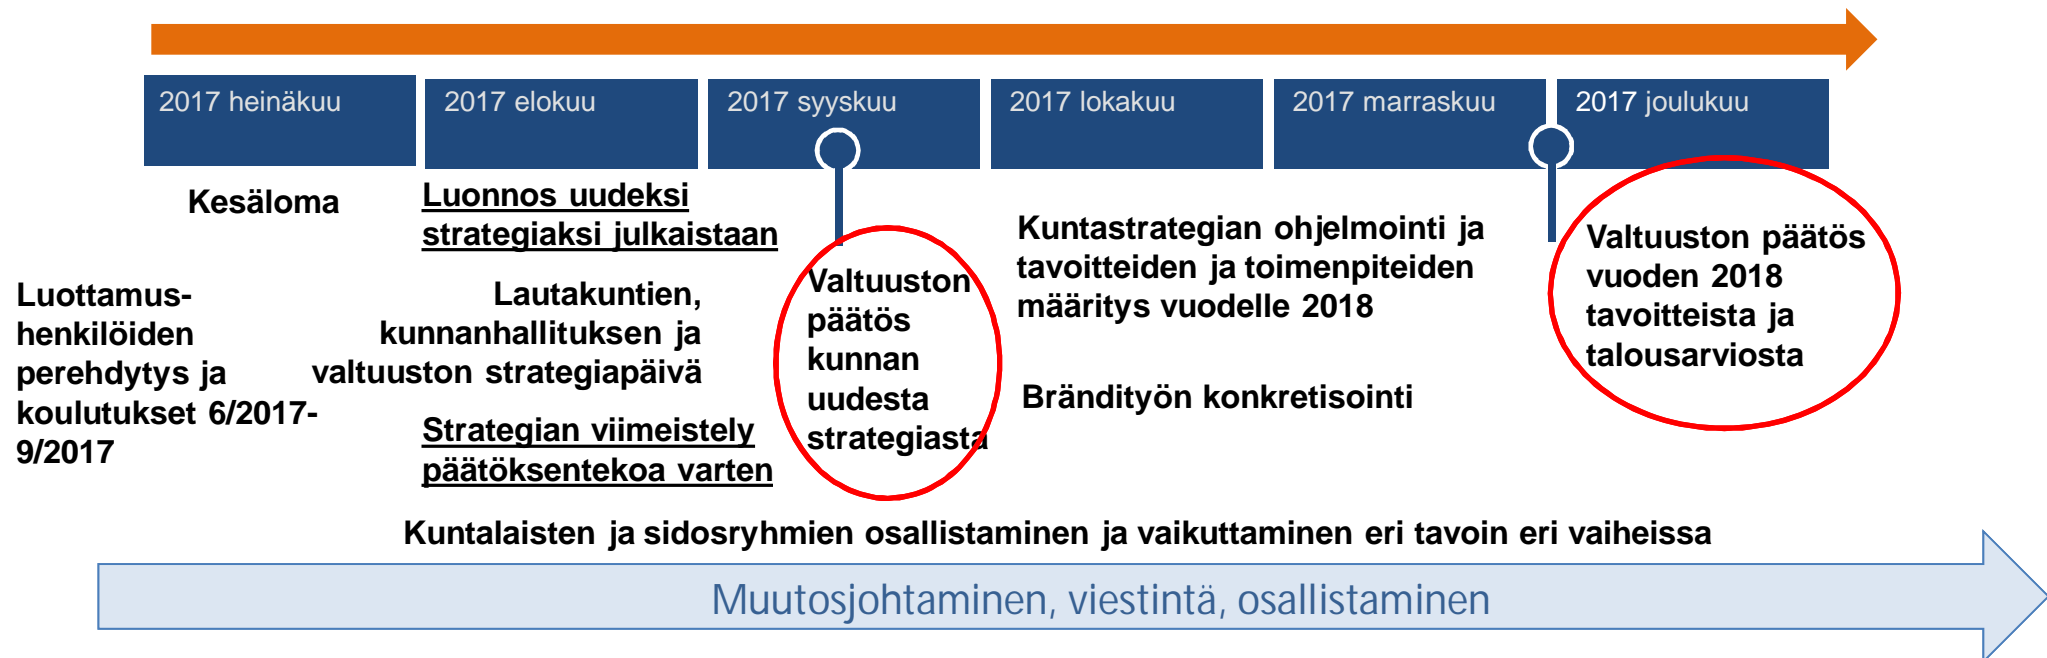 2017 heinäkuu
2017 elokuu
2017 syyskuu
2017 lokakuu
2017 marraskuu
2017 joulukuu
Kesäloma
Luottamus-
henkilöiden
perehdytys ja
koulutukset 6/2017-
9/2017
Luonnos uudeksi
strategiaksi julkaistaan
Lautakuntien,
kunnanhallituksen ja
valtuuston strategiapäivä
Strategian viimeistely
päätöksentekoa varten
Valtuuston
päätös
kunnan
uudesta
strategiasta
Kuntastrategian ohjelmointi ja
tavoitteiden ja toimenpiteiden
määritys vuodelle 2018
Brändityön konkretisointi
Valtuuston päätös
vuoden 2018
tavoitteista ja
talousarviosta
Kuntalaisten ja sidosryhmien osallistaminen ja vaikuttaminen eri tavoin eri vaiheissa
Muutosjohtaminen, viestintä, osallistaminen